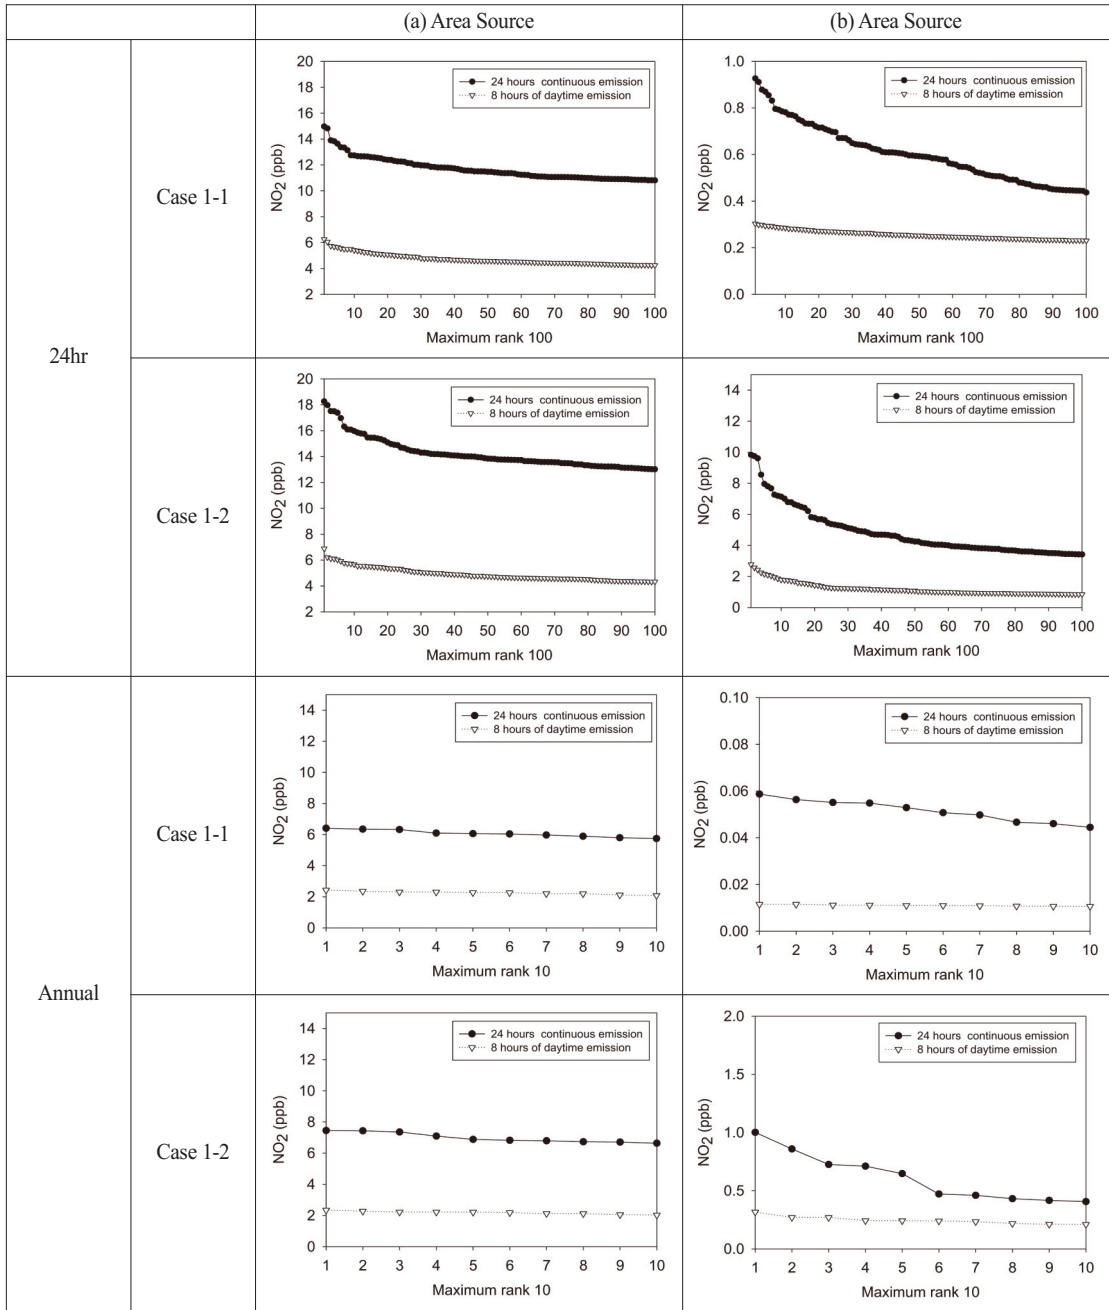 (a) Area Source
(b) Area Source
24hr
Case 1-1
20
18
16
14
12
10
8
6
4
2
NO2 (ppb)
24 hours continuous emission
8 hours of daytime emission
10 20 30 40 50 60 70 80 90 100
Maximum rank 100
1.0
0.8
0.6
0.4
0.2
0.0
NO2 (ppb)
24 hours continuous emission
8 hours of daytime emission
10 20 30 40 50 60 70 80 90 100
Maximum rank 100
Case 1-2
20
18
16
14
12
10
8
6
4
2
NO2 (ppb)
24 hours continuous emission
8 hours of daytime emission
10 20 30 40 50 60 70 80 90 100
Maximum rank 100
14
12
10
8
6
4
2
0
NO2 (ppb)
24 hours continuous emission
8 hours of daytime emission
10 20 30 40 50 60 70 80 90 100
Maximum rank 100
Annual
Case 1-1
14
12
10
8
6
4
2
0
NO2 (ppb)
24 hours continuous emission
8 hours of daytime emission
1 2 3 4 5 6 7 8 9 10
Maximum rank 10
0.10
0.08
0.06
0.04
0.02
0.00
NO2 (ppb)
24 hours continuous emission
8 hours of daytime emission
1 2 3 4 5 6 7 8 9 10
Maximum rank 10
Case 1-2
14
12
10
8
6
4
2
0
NO2 (ppb)
24 hours continuous emission
8 hours of daytime emission
1 2 3 4 5 6 7 8 9 10
Maximum rank 10
2.0
1.5
1.0
0.5
0.0
NO2 (ppb)
24 hours continuous emission
8 hours of daytime emission
1 2 3 4 5 6 7 8 9 10
Maximum rank 10